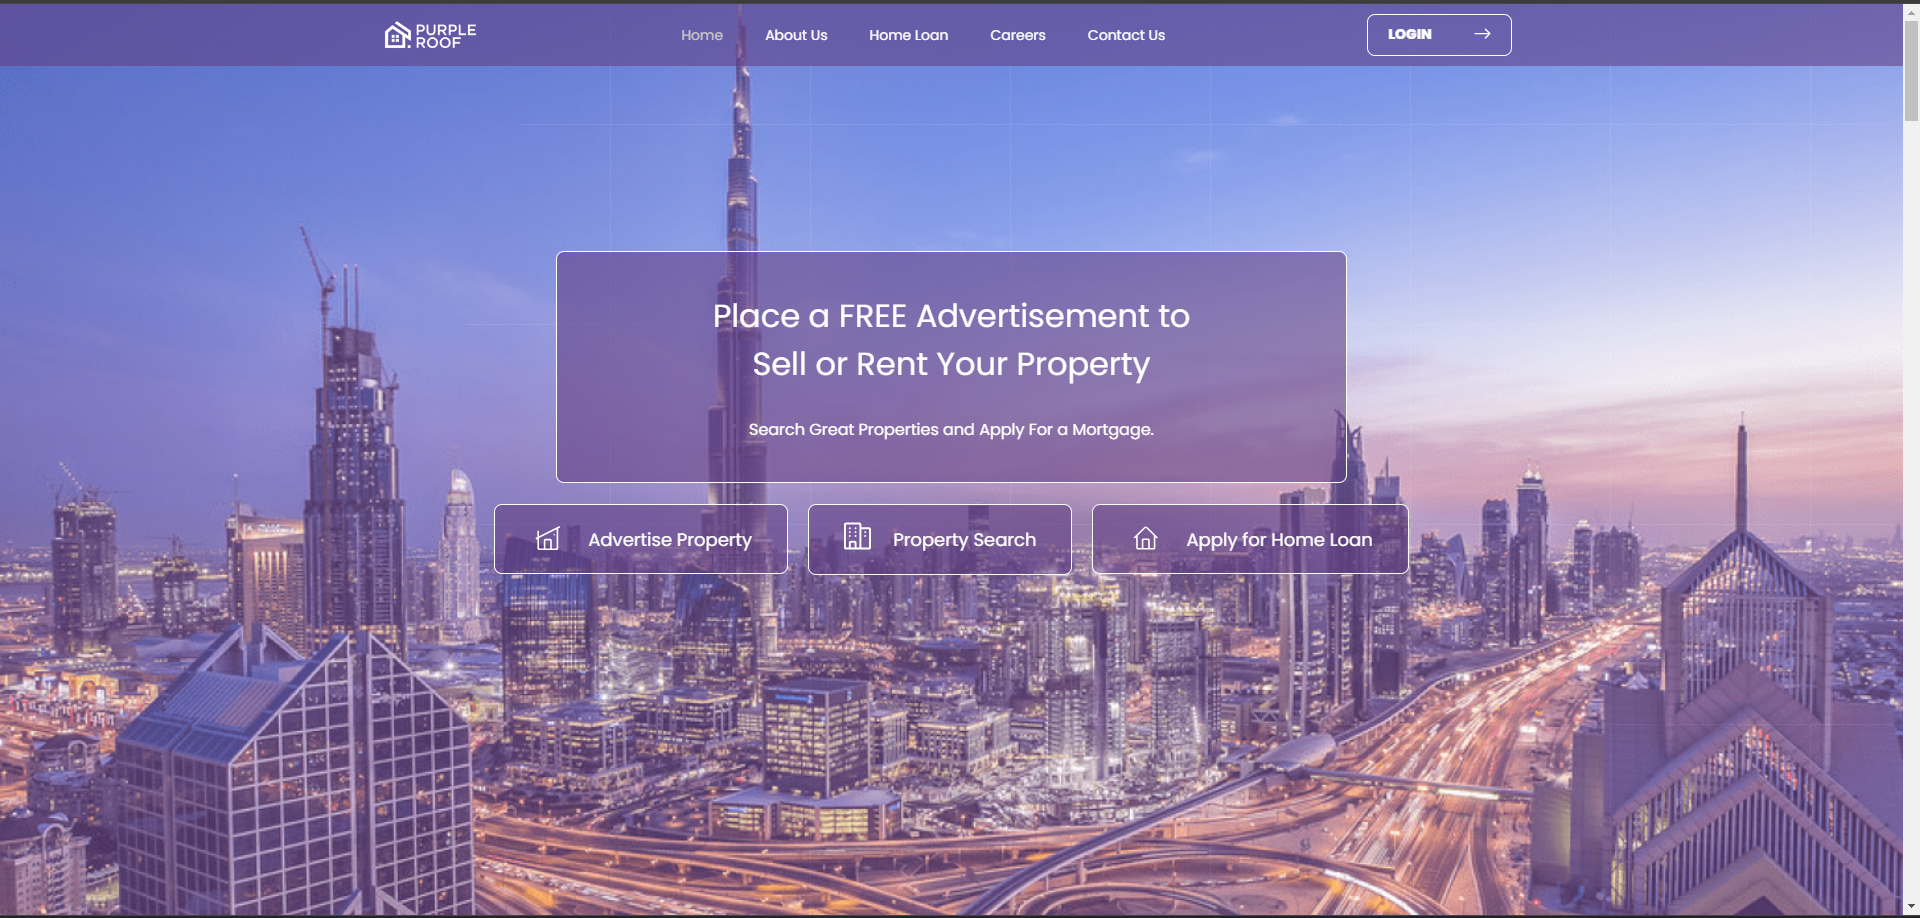 PURPLE
ROOF
Home
About Us
Home Loan
Careers
Contact Us
LOGIN
Place a FREE Advertisement to
Sell or Rent Your Property
Search Great Properties and Apply For a Mortgage.
Advertise Property
Property Search
Apply for Home Loan